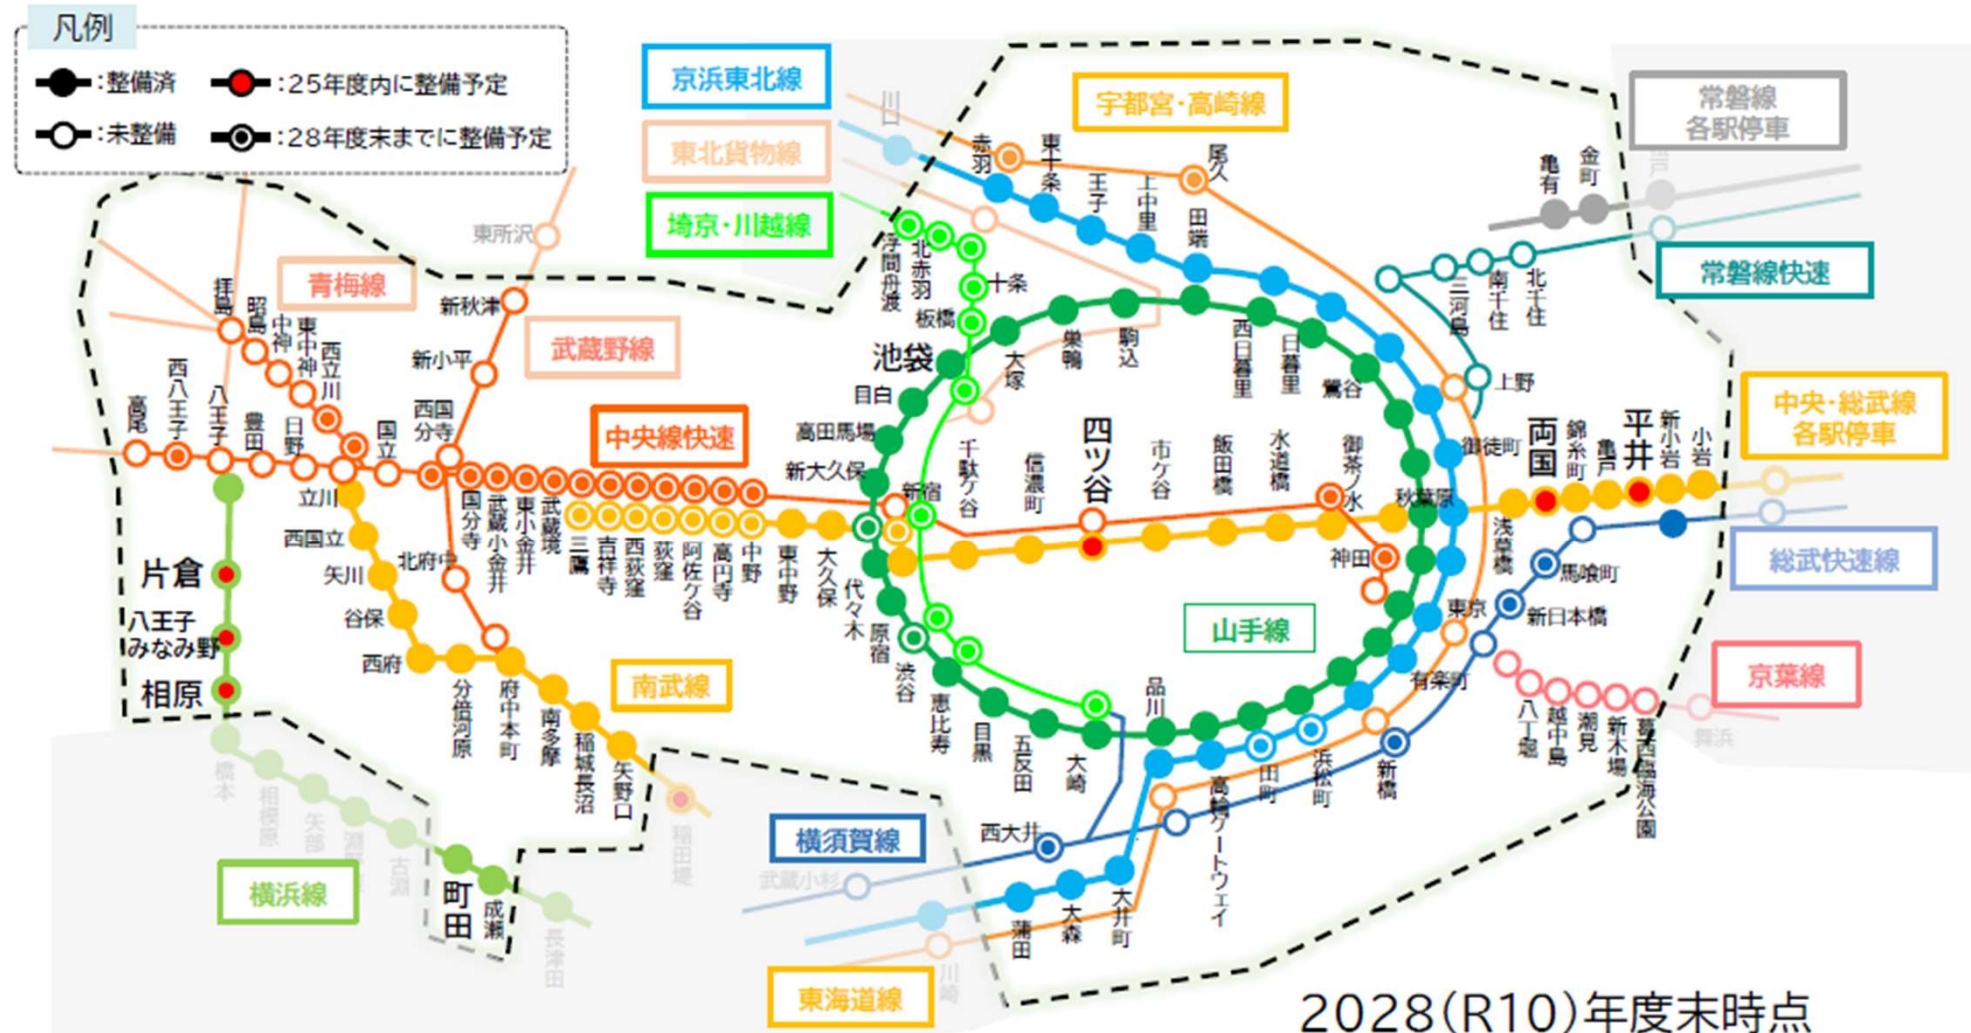 凡例
:整備済
:25年度内に整備予定
:未整備
:28年度末までに整備予定
京浜東北線
東北貨物線
埼京・川越線
宇都宮・高崎線
常磐線
各駅停車
常磐線快速
中央・総武線
各駅停車
総武快速線
京葉線
山手線
青梅線
武蔵野線
中央線快速
南武線
横浜線
横須賀線
東海道線
川口
赤羽
東十条
王子
上中里
田端
尾久
亀有
金町
三河島
南千住
北千住
上野
浮間舟渡
北赤羽
十条
板橋
池袋
大塚
巣鴨
駒込
西日暮里
日暮里
鶯谷
御徒町
秋葉原
目白
高田馬場
新大久保
新宿
代々木
原宿
渋谷
恵比寿
目黒
五反田
大崎
品川
高輪ゲートウェイ
田町
浜松町
新橋
有楽町
東京
神田
千駄ケ谷
信濃町
四ツ谷
市ケ谷
飯田橋
水道橋
御茶ノ水
浅草橋
両国
錦糸町
亀戸
平井
新小岩
小岩
馬喰町
新日本橋
八丁堀
越中島
潮見
新木場
葛西臨海公園
舞浜
東所沢
新秋津
新小平
西国
分寺
北府中
拝島
昭島
中神
東中神
西立川
高尾
西八王子
八王子
豊田
日野
立川
国立
国分寺
武蔵小金井
東小金井
武蔵境
三鷹
吉祥寺
西荻窪
荻窪
阿佐ケ谷
高円寺
中野
東中野
大久保
西国立
矢川
谷保
西府
分倍河原
府中本町
南多摩
稲城長沼
矢野口
稲田堤
片倉
八王子
みなみ野
相原
橋本
相模原
矢部
古淵
町田
成瀬
長津田
西大井
武蔵小杉
蒲田
大森
大井町
川崎
2028(R10)年度末時点